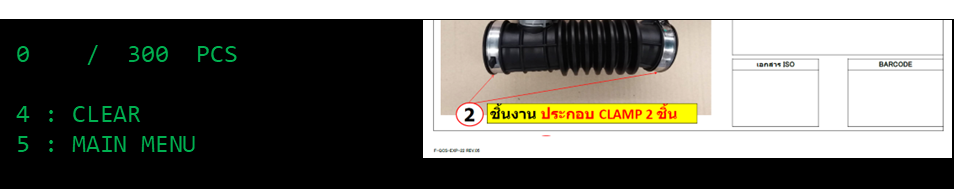 0 / 300 PCS
4 : CLEAR
5 : MAIN MENU
2 ชิ้นงาน ประกอบ CLAMP 2 ชิ้น
เอกสาร ISO
BARCODE
F-QCS-EXP-02 REV.05